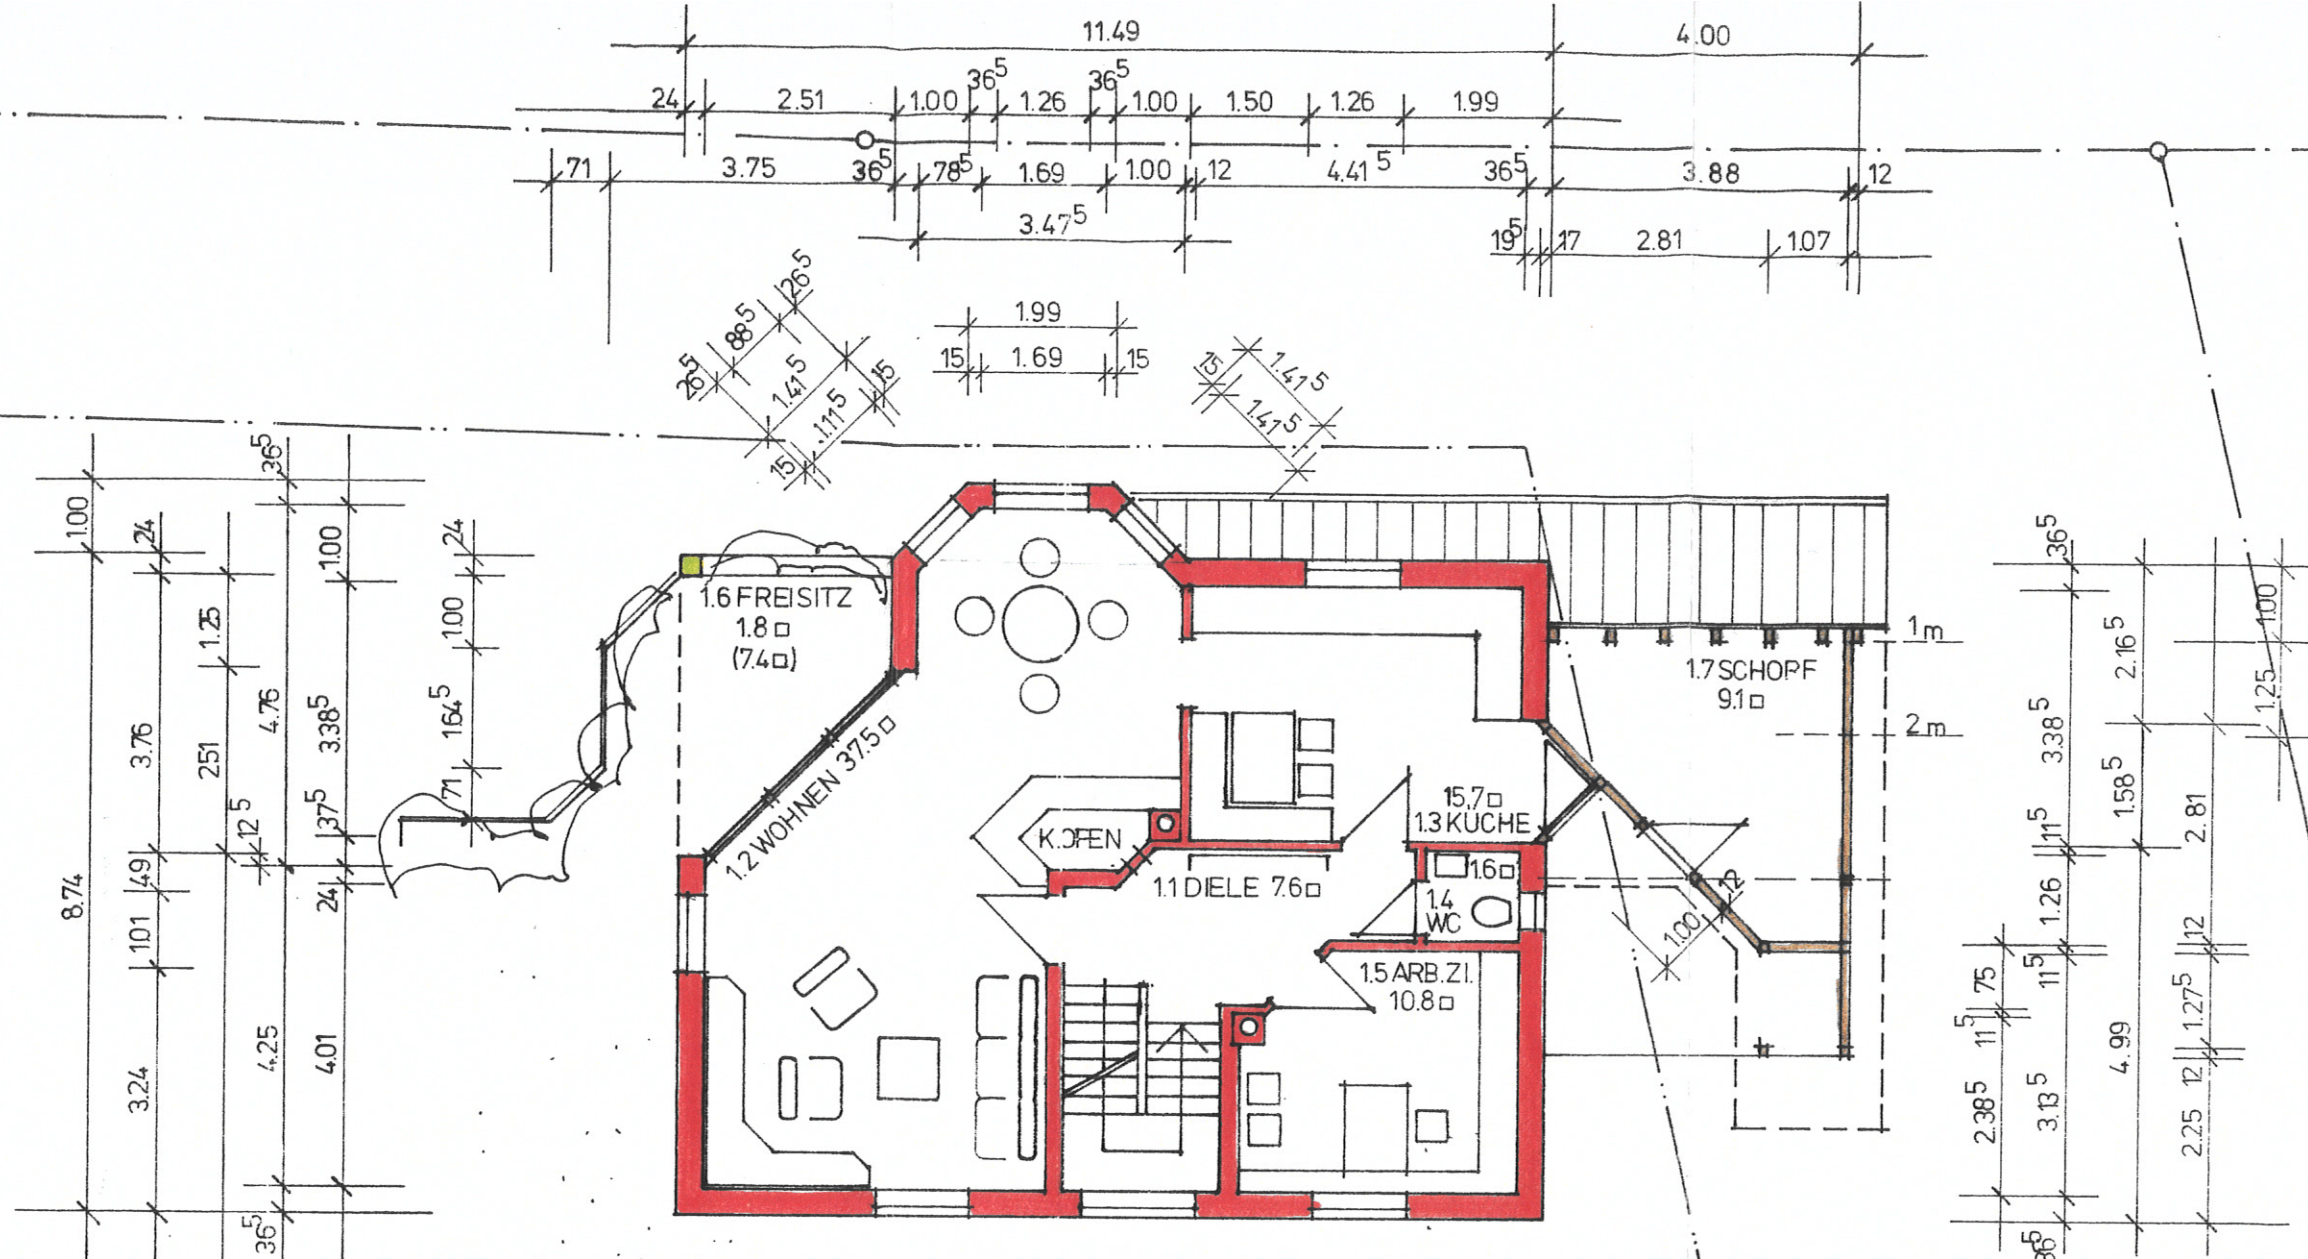 11.49 4.00
36⁵ 36⁵
24 2.51 1.00 1.26 1.00 1.50 1.26 1.99
71 3.75 36⁵ 78⁵ 1.69 1.00 12 4.41⁵ 36⁵ 3.88 12
3.47⁵
19⁵ 17 2.81 1.07
26⁵ 88⁵ 26⁵
1.41⁵
15 1.11⁵ 15
1.99
15 1.69 15
15 1.41⁵
1.41⁵
1.00 8.74
24 3.76 49 1.01 3.24
1.25 2.51 12⁵
36⁵ 4.76 4.25 36⁵
1.00 3.38⁵ 37⁵ 24 4.01
24 1.00 1.64⁵ 71
1.6 FREISITZ
1.8 □
(7.4 □)
1.2 WOHNEN 37.5 □
K.OFEN
1.1 DIELE 7.6 □
15.7 □
1.3 KÜCHE
1.6 □
1.4
WC
1.5 ARB.ZI.
10.8 □
1.7 SCHOPF
9.1 □
1m
2m
12
1.00
75 11⁵ 2.38⁵
36⁵ 3.38⁵ 11⁵ 1.26 11⁵ 3.13⁵ 36⁵
2.16⁵ 1.58⁵ 4.99
2.81 12 1.27⁵ 12 2.25
1.00 1.25